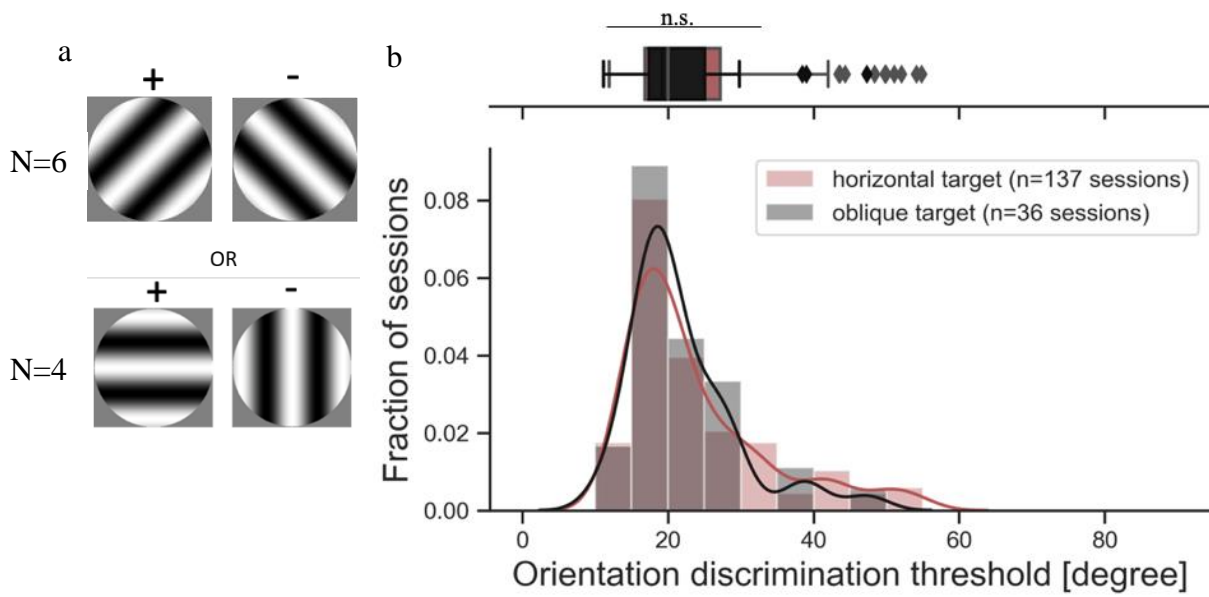 a
+ -
N=6
OR
+ -
N=4
b
n.s.
horizontal target (n=137 sessions)
oblique target (n=36 sessions)
Fraction of sessions
0.08
0.06
0.04
0.02
0.00
0 20 40 60 80
Orientation discrimination threshold [degree]